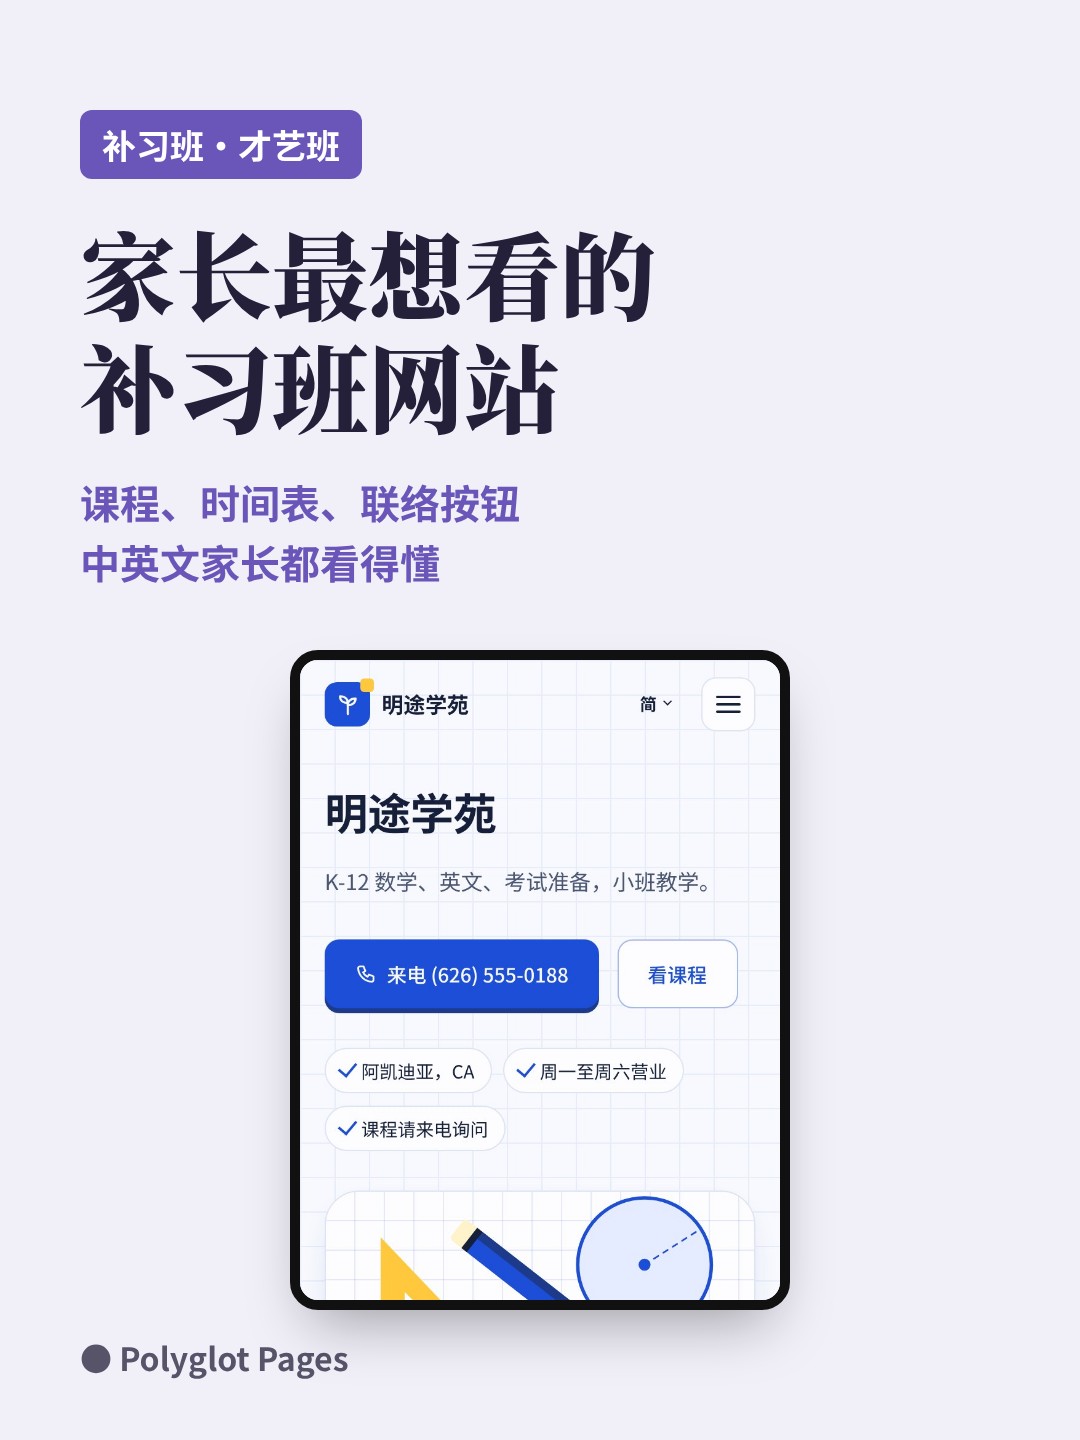 补习班・才艺班
家长最想看的
补习班网站
课程、时间表、联络按钮
中英文家长都看得懂
明途学苑
简
明途学苑
K-12 数学、英文、考试准备，小班教学。
来电 (626) 555-0188
看课程
阿凯迪亚，CA
周一至周六营业
课程请来电询问
Polyglot Pages